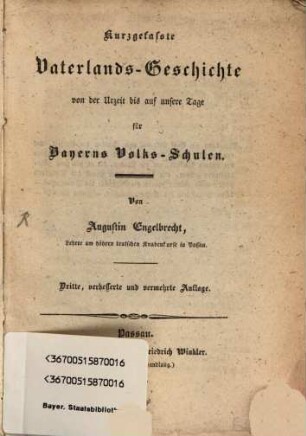 Kurzgefaßte
Vaterlands-Geschichte
von der Urzeit bis auf unsere Tage
für
Bayerns Volks-Schulen.
Von
Augustin Engelbrecht,
Lehrer am höhern teutschen Knabenkurse in Passau.
Dritte, verbesserte und vermehrte Auflage.
Passau.
Friedrich Winkler.
<36700515870016
<36700515870016
Bayer. Staatsbibliot